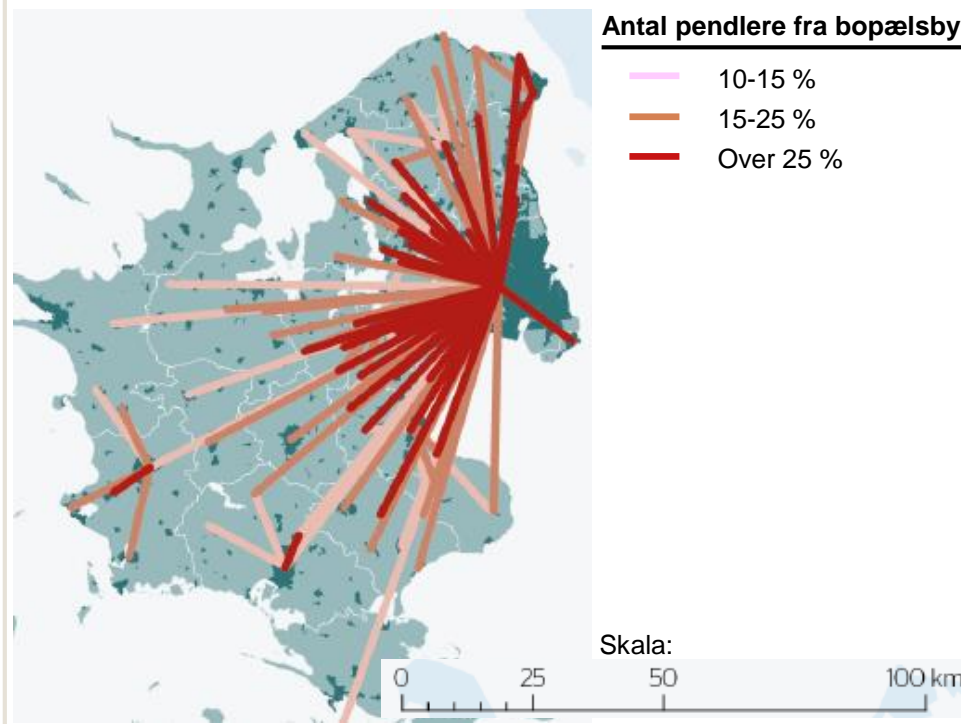 Antal pendlere fra bopælsby
10-15 %
15-25 %
Over 25 %
Skala:
0 25 50 100 km